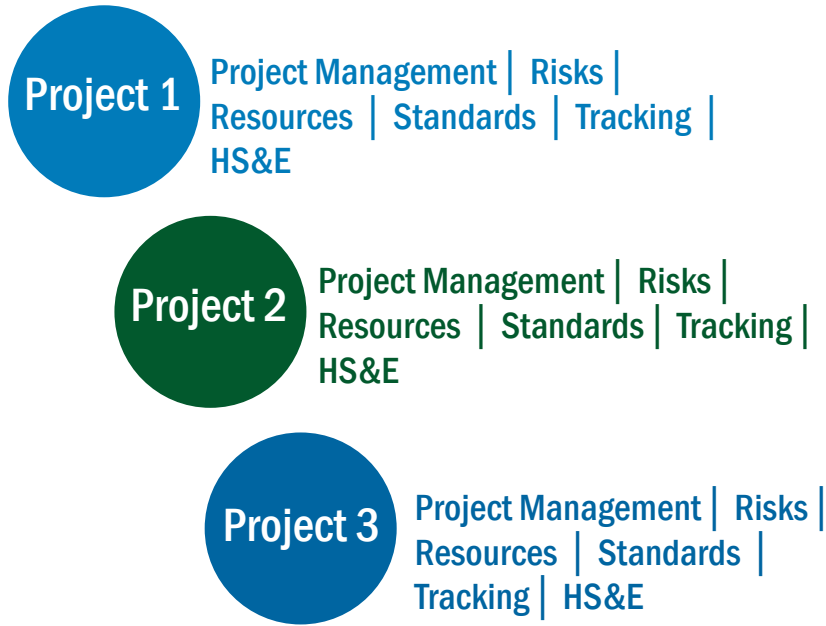 Project 1
Project Management | Risks |
Resources | Standards | Tracking |
HS&E
Project 2
Project Management | Risks |
Resources | Standards | Tracking |
HS&E
Project 3
Project Management | Risks |
Resources | Standards |
Tracking | HS&E